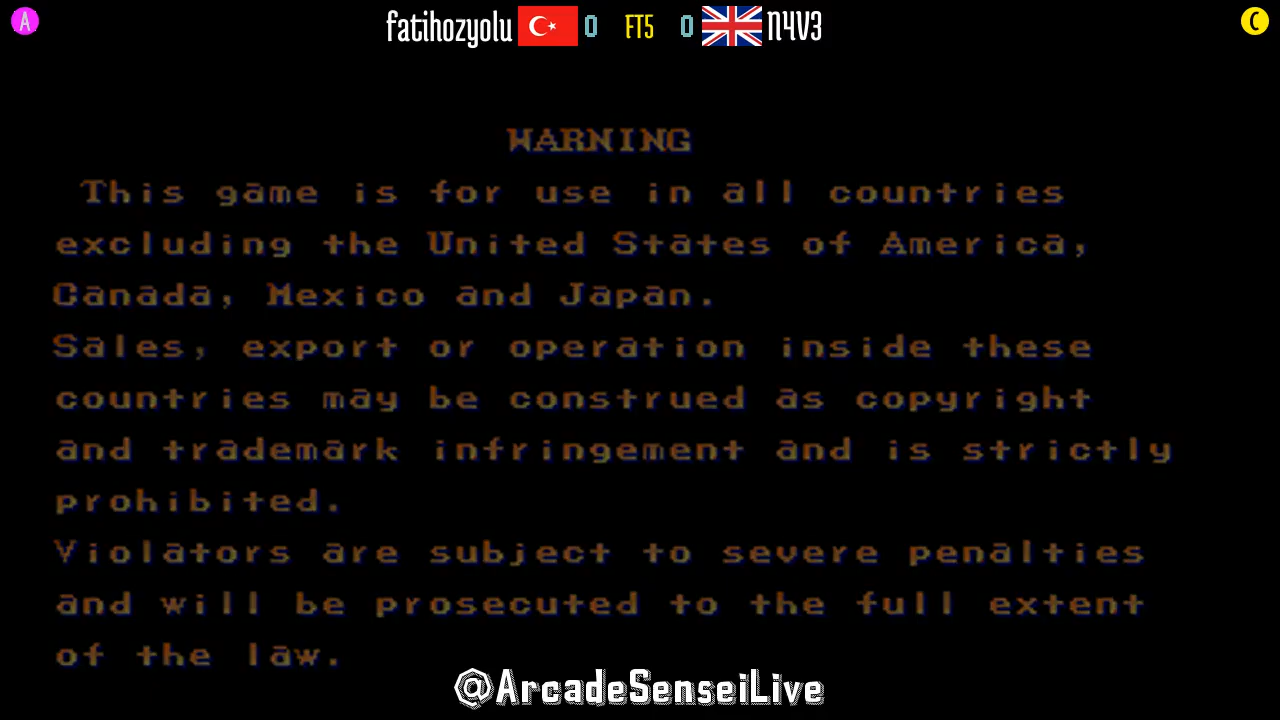 A fatihozyolu 0 FT5 0 N4V3 C
WARNING
This game is for use in all countries
excluding the United States of America,
Canada, Mexico and Japan.
Sales, export or operation inside these
countries may be construed as copyright
and trademark infringement and is strictly
prohibited.
Violators are subject to severe penalties
and will be prosecuted to the full extent
of the law.
@ArcadeSenseiLive